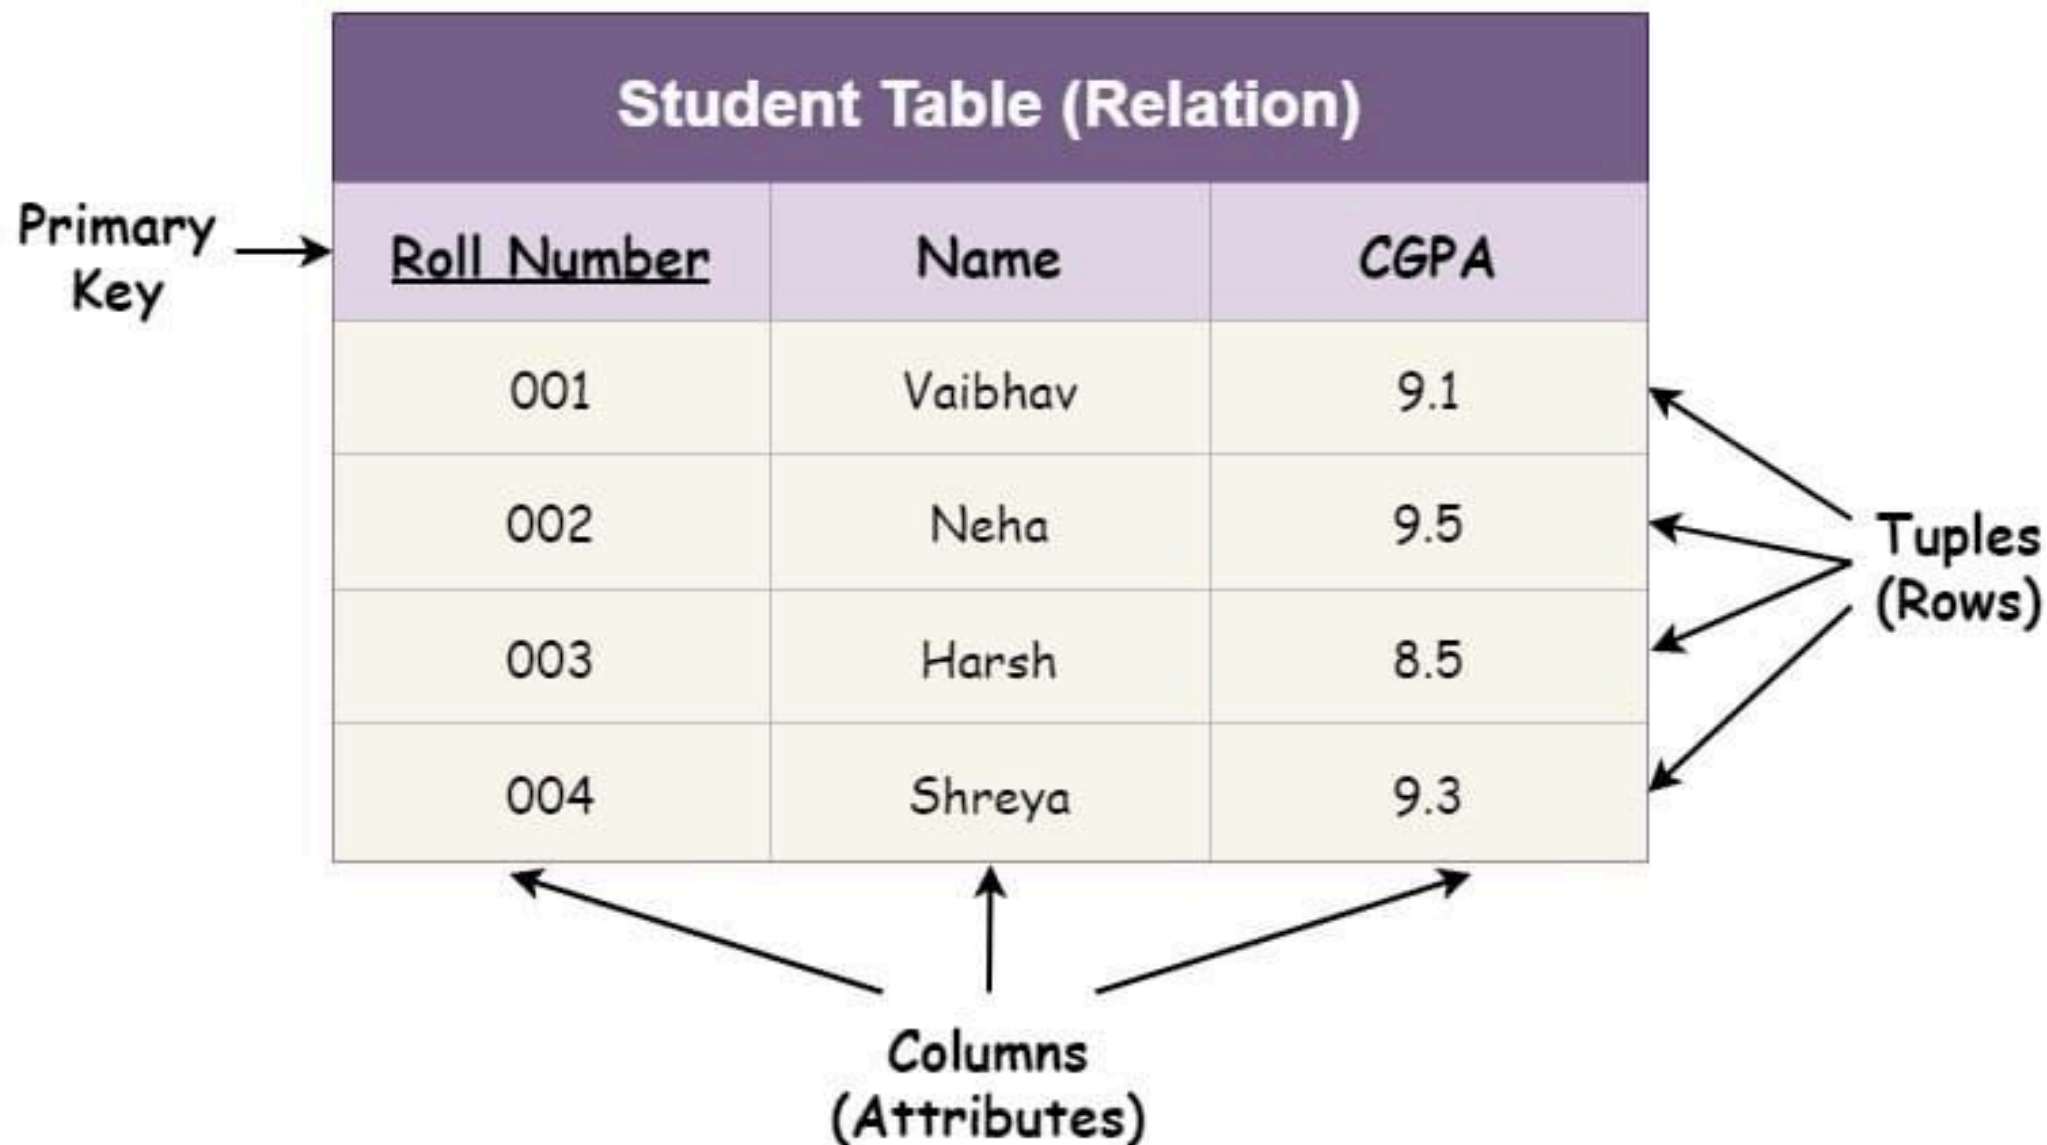 Student Table (Relation)
Primary
Key
Roll Number Name CGPA
001 Vaibhav 9.1
002 Neha 9.5
003 Harsh 8.5
004 Shreya 9.3
Tuples
(Rows)
Columns
(Attributes)